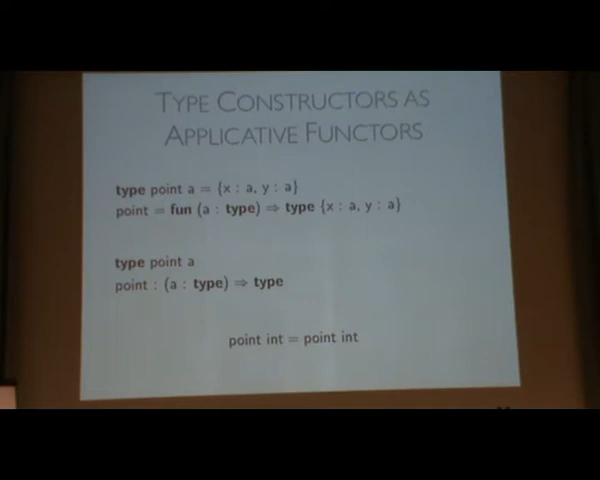 TYPE CONSTRUCTORS AS
APPLICATIVE FUNCTORS
type point a = {x : a, y : a}
point = fun (a : type) ⇒ type {x : a, y : a}
type point a
point : (a : type) ⇒ type
point int = point int